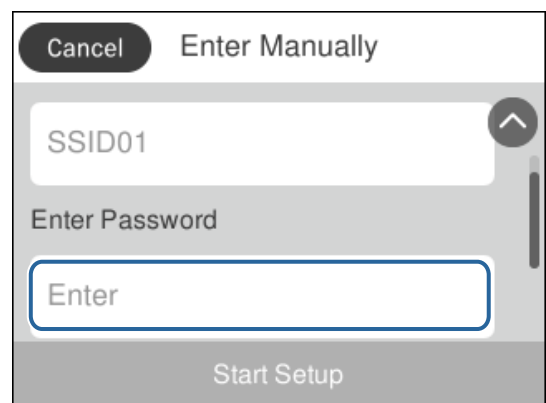 Cancel Enter Manually
SSID01
Enter Password
Enter
Start Setup